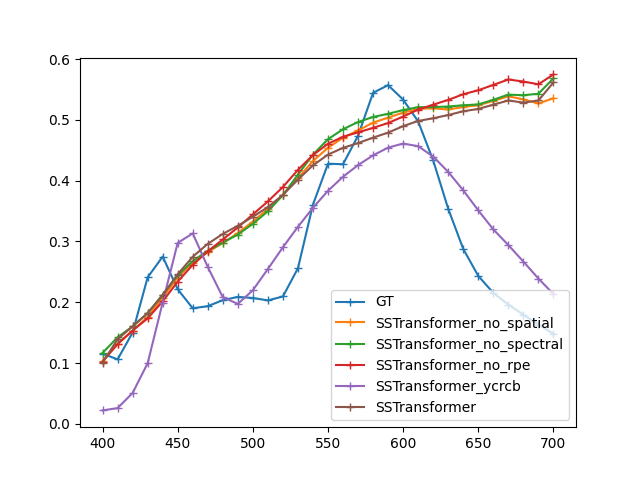 0.6
0.5
0.4
0.3
0.2
0.1
0.0
400 450 500 550 600 650 700
GT
SSTransformer_no_spatial
SSTransformer_no_spectral
SSTransformer_no_rpe
SSTransformer_ycrcb
SSTransformer